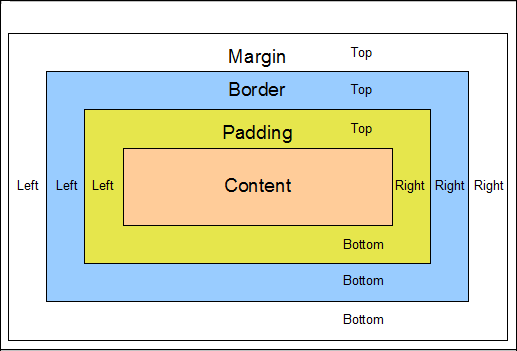 Margin Top
Border Top
Padding Top
Left Left Left Content Right Right Right
Bottom
Bottom
Bottom